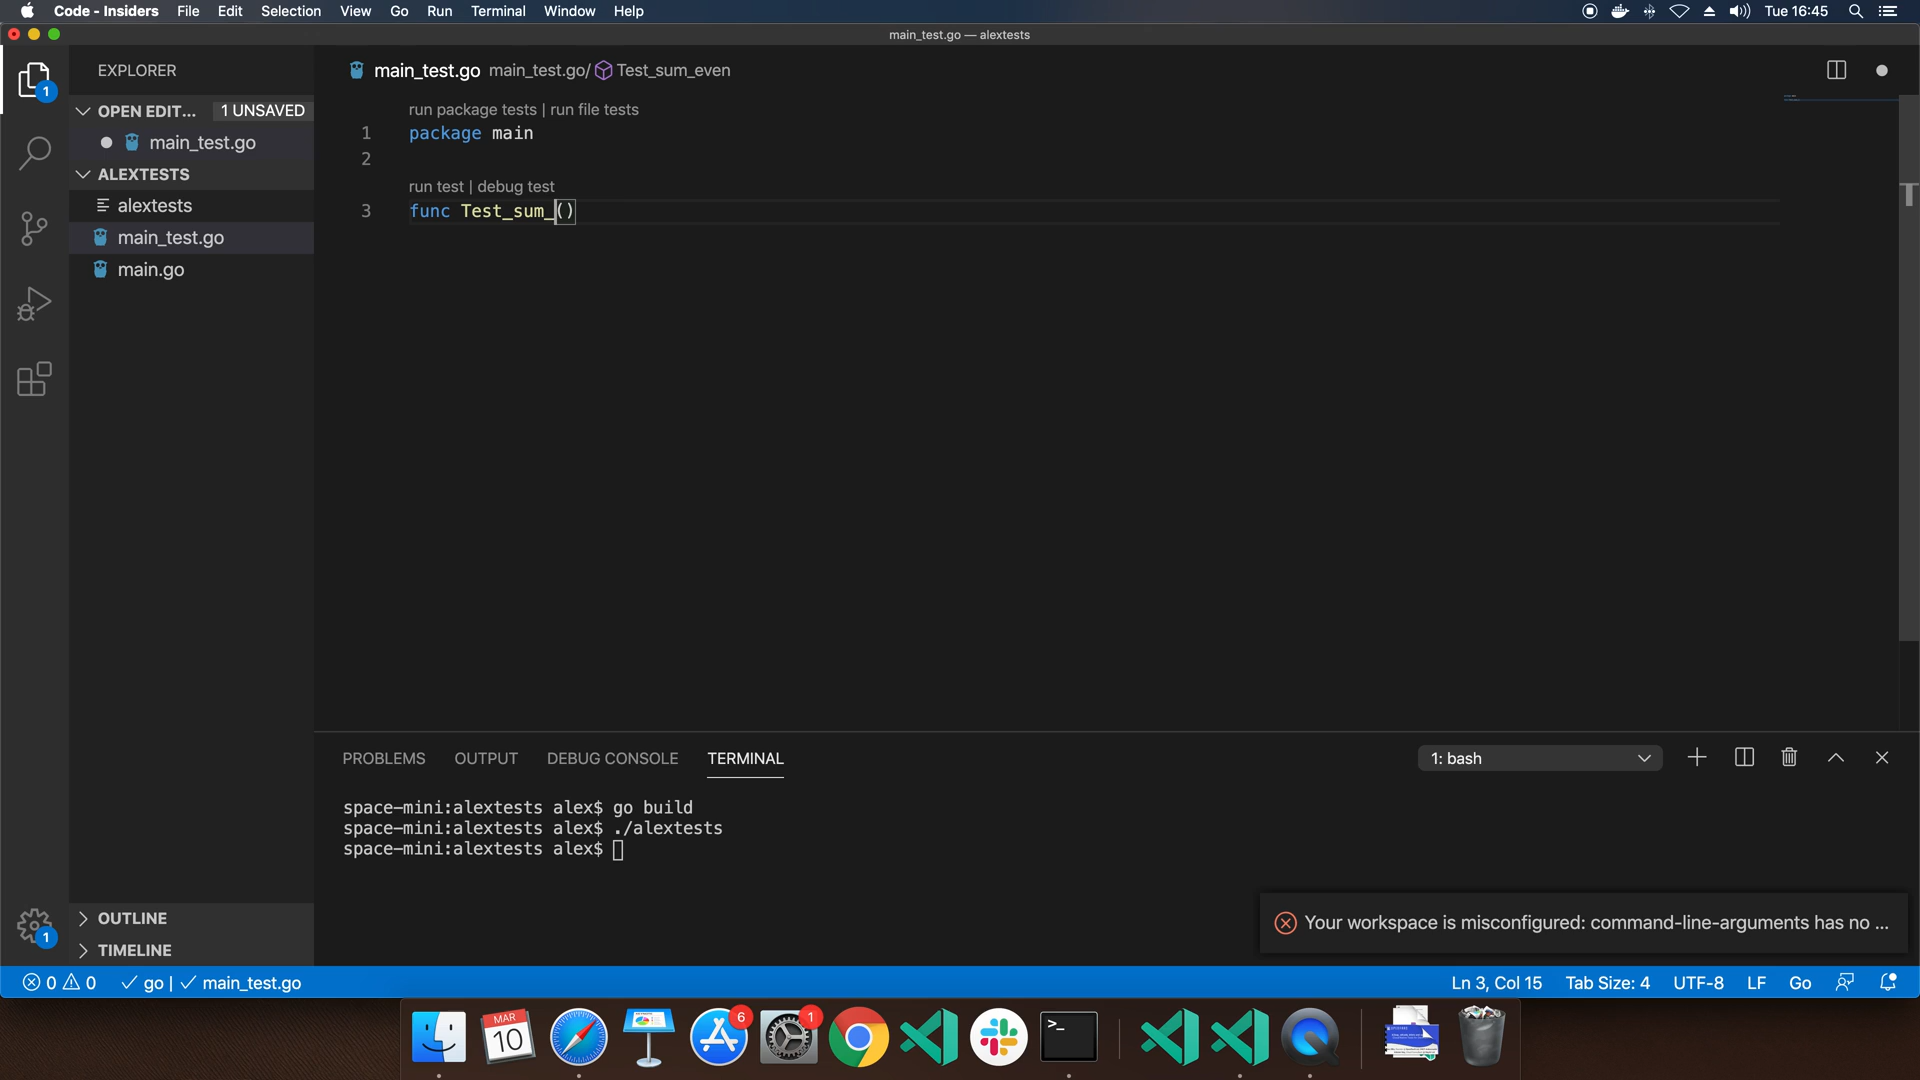 Code - Insiders File Edit Selection View Go Run Terminal Window Help Tue 16:45
main_test.go — alextests
EXPLORER
1
OPEN EDIT... 1 UNSAVED
main_test.go
ALEXTESTS
alextests
main_test.go
main.go
OUTLINE
TIMELINE
1
main_test.go main_test.go/ Test_sum_even
run package tests | run file tests
1 package main
2
run test | debug test
3 func Test_sum_()
PROBLEMS OUTPUT DEBUG CONSOLE TERMINAL 1: bash
space-mini:alextests alex$ go build
space-mini:alextests alex$ ./alextests
space-mini:alextests alex$
Your workspace is misconfigured: command-line-arguments has no ...
0 0 go | main_test.go Ln 3, Col 15 Tab Size: 4 UTF-8 LF Go
MAR
10
6
1
>_